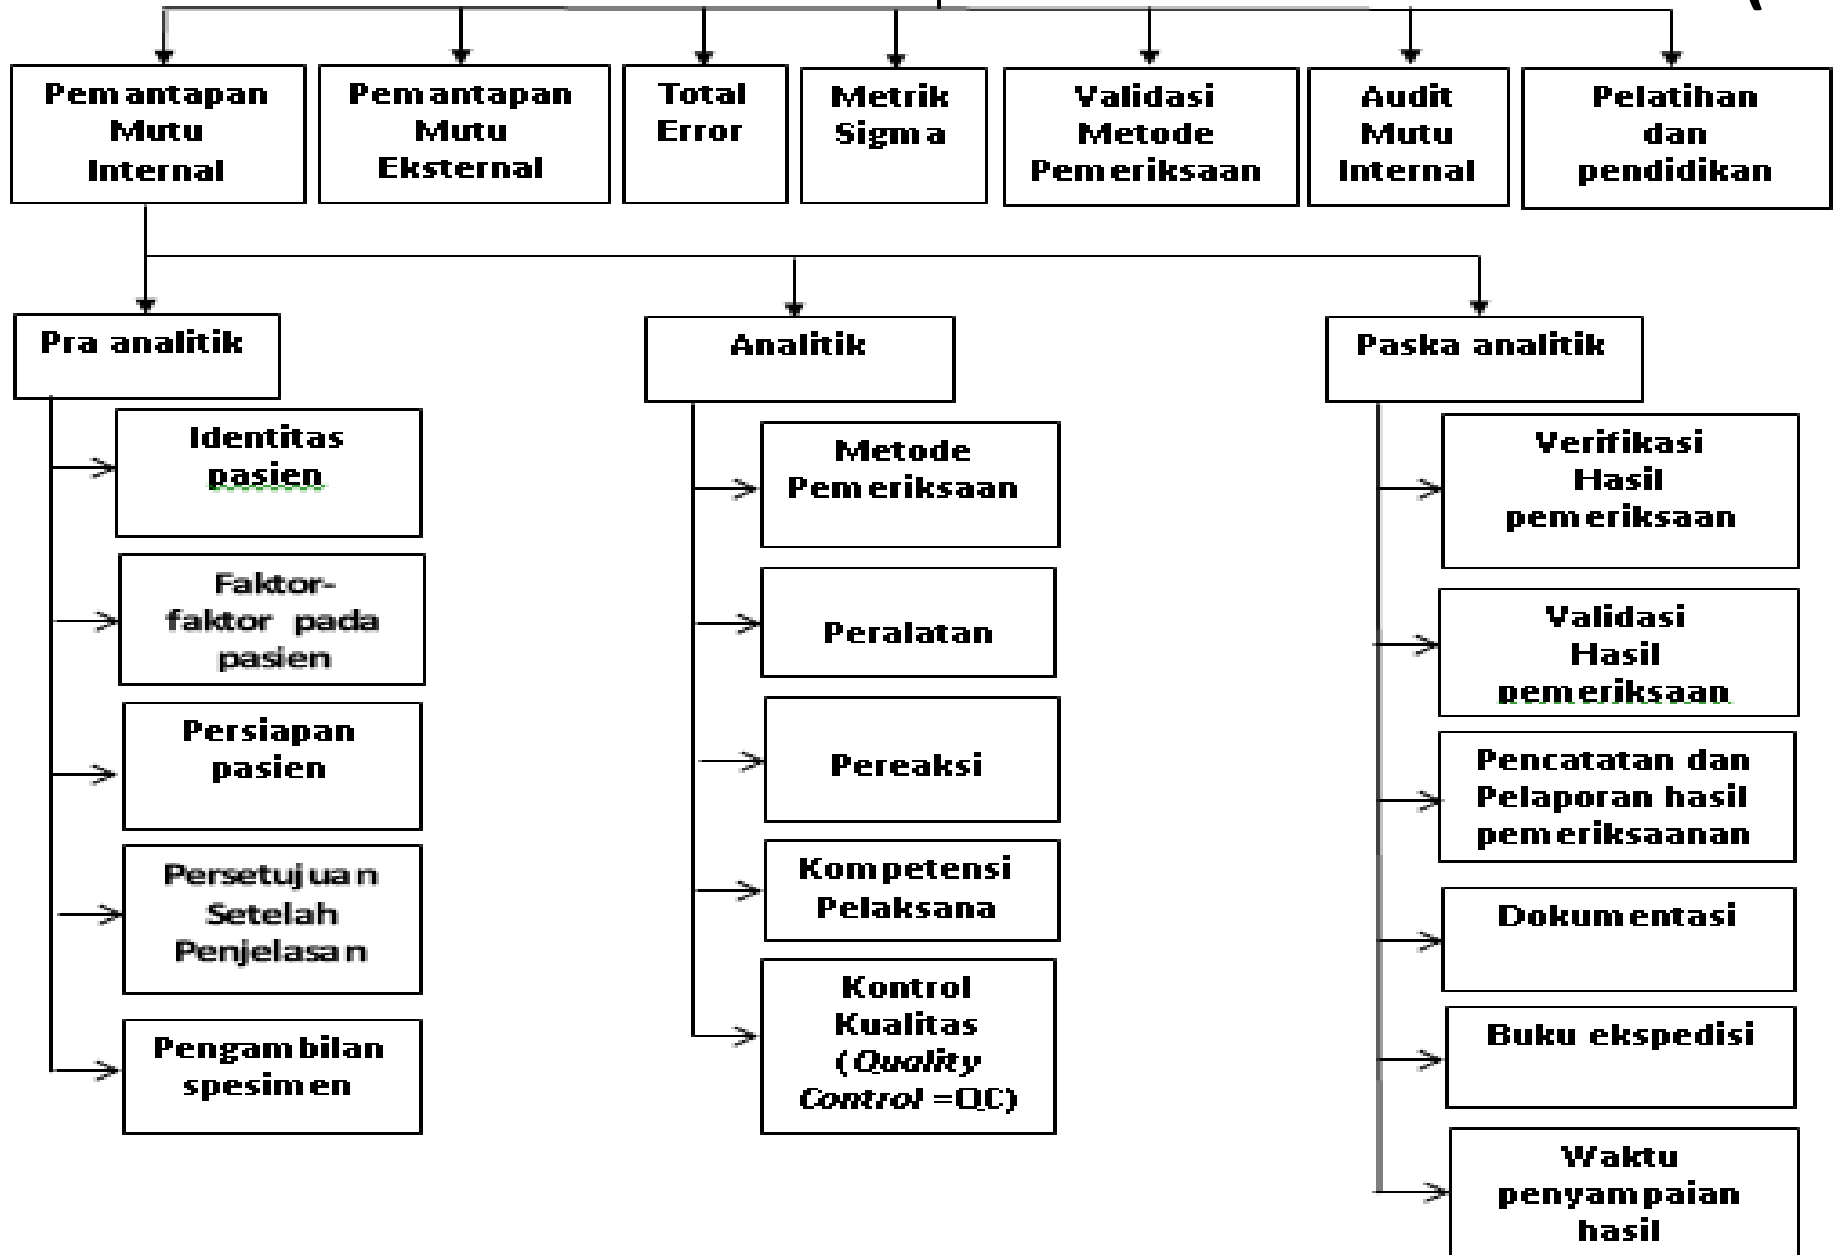 Pemantapan
Mutu
Internal
Pemantapan
Mutu
Eksternal
Total
Error
Metrik
Sigma
Validasi
Metode
Pemeriksaan
Audit
Mutu
Internal
Pelatihan
dan
pendidikan
Pra analitik
Identitas
pasien
Faktor-
faktor pada
pasien
Persiapan
pasien
Persetujuan
Setelah
Penjelasan
Pengambilan
spesimen
Analitik
Metode
Pemeriksaan
Peralatan
Pereaksi
Kompetensi
Pelaksana
Kontrol
Kualitas
(Quality
Control =QC)
Paska analitik
Verifikasi
Hasil
pemeriksaan
Validasi
Hasil
pemeriksaan
Pencatatan dan
Pelaporan hasil
pemeriksaanan
Dokumentasi
Buku ekspedisi
Waktu
penyampaian
hasil